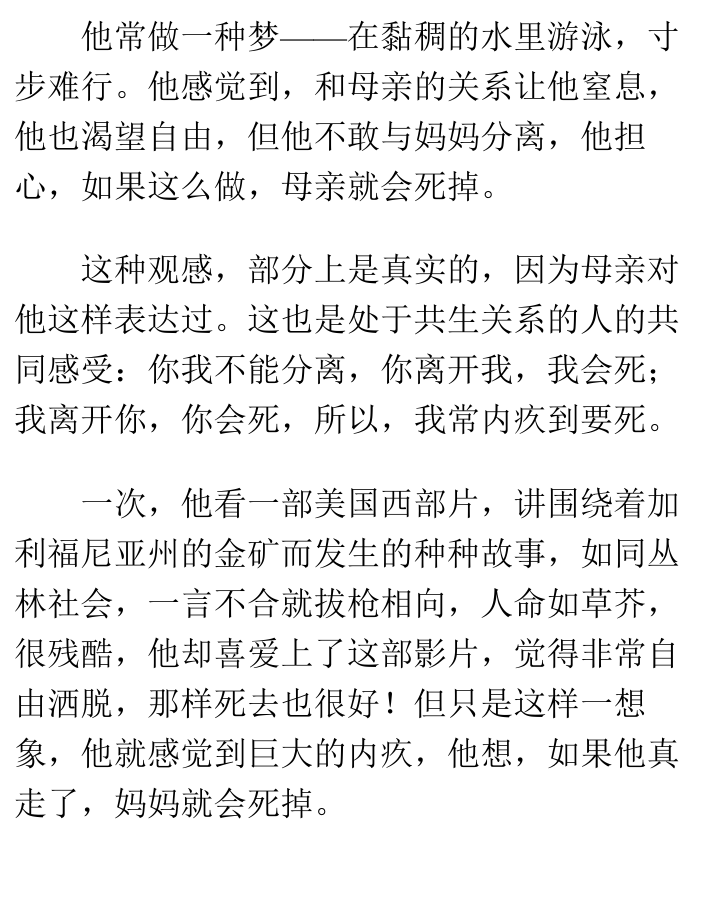 他常做一种梦——在黏稠的水里游泳，寸
步难行。他感觉到，和母亲的关系让他窒息，
他也渴望自由，但他不敢与妈妈分离，他担
心，如果这么做，母亲就会死掉。
这种观感，部分上是真实的，因为母亲对
他这样表达过。这也是处于共生关系的人的共
同感受：你我不能分离，你离开我，我会死；
我离开你，你会死，所以，我常内疚到要死。
一次，他看一部美国西部片，讲围绕着加
利福尼亚州的金矿而发生的种种故事，如同丛
林社会，一言不合就拔枪相向，人命如草芥，
很残酷，他却喜爱上了这部影片，觉得非常自
由洒脱，那样死去也很好！但只是这样一想
象，他就感觉到巨大的内疚，他想，如果他真
走了，妈妈就会死掉。